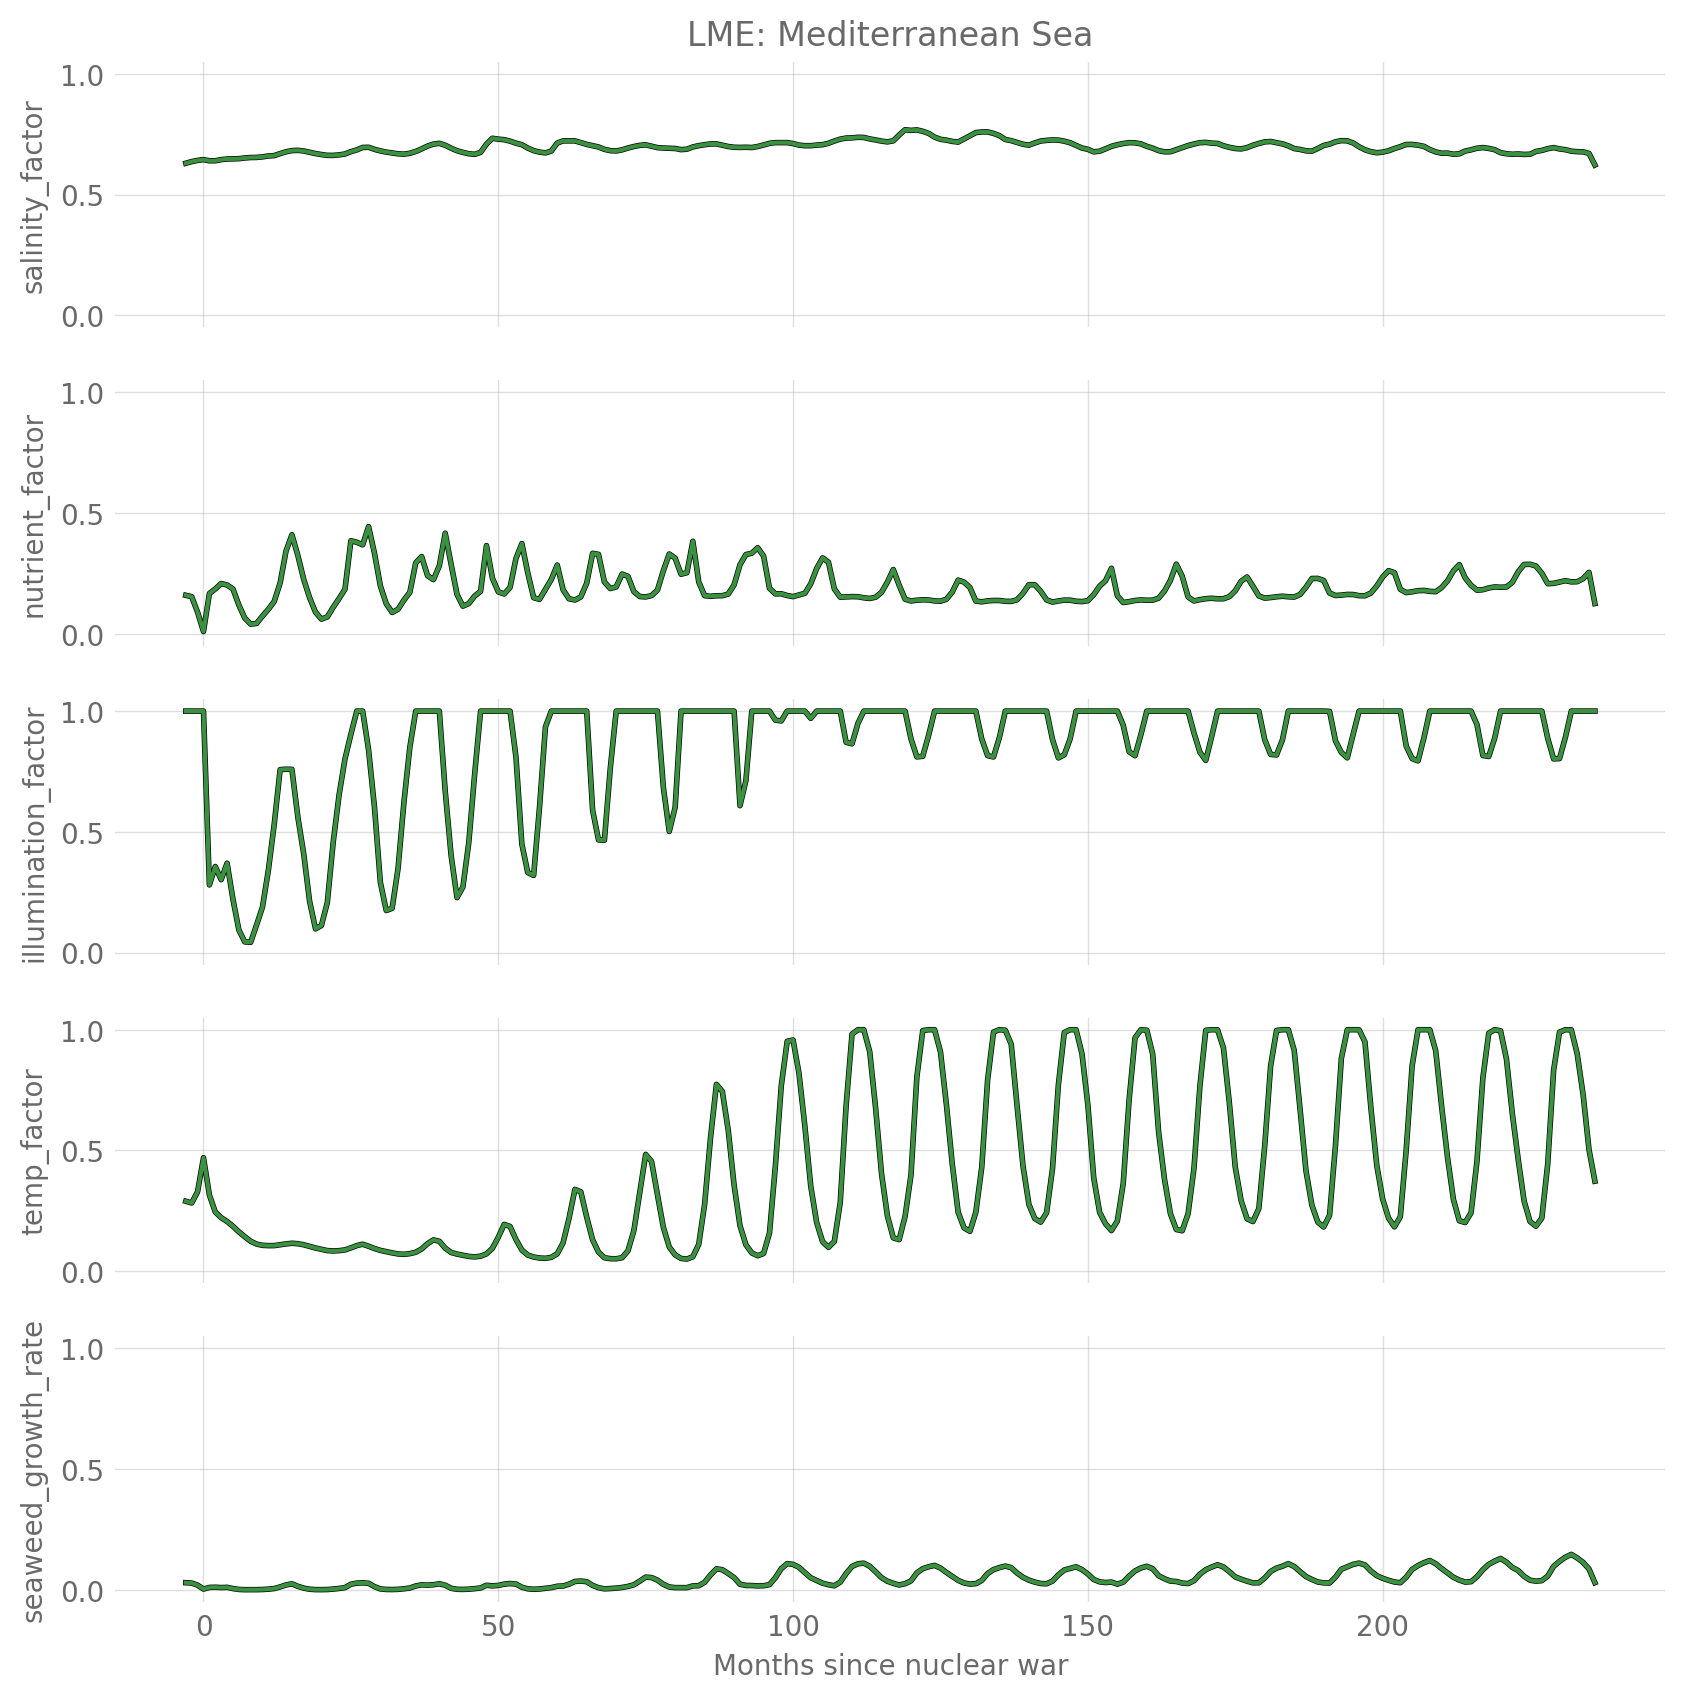 LME: Mediterranean Sea
1.0
0.5
0.0
salinity_factor
1.0
0.5
0.0
nutrient_factor
1.0
0.5
0.0
illumination_factor
1.0
0.5
0.0
temp_factor
1.0
0.5
0.0
seaweed_growth_rate
0 50 100 150 200
Months since nuclear war